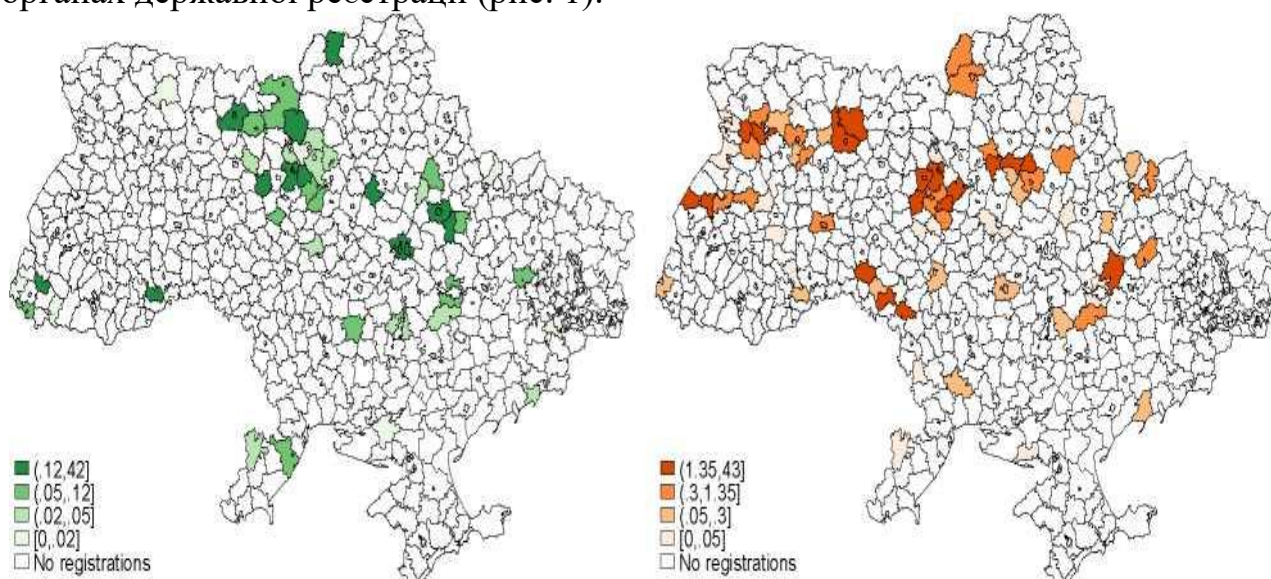 органах державної реєстрації (рис. 1).
(.12,42]
(.05,.12]
(.02,.05]
[0,.02]
No registrations
(1.35,43]
(.3,1.35]
(.05,.3]
[0,.05]
No registrations